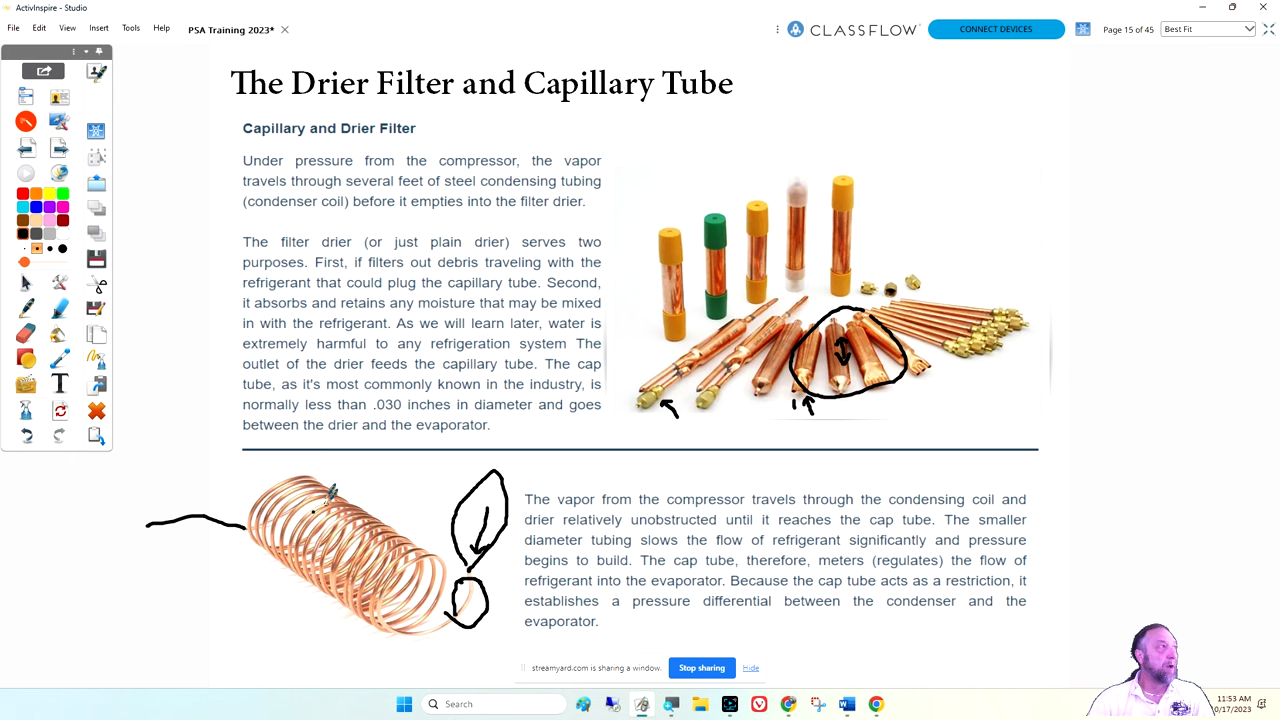 ActivInspire - Studio
File Edit View Insert Tools Help PSA Training 2023* CLASSFLOW CONNECT DEVICES Page 15 of 45 Best Fit
The Drier Filter and Capillary Tube
Capillary and Drier Filter
Under pressure from the compressor, the vapor
travels through several feet of steel condensing tubing
(condenser coil) before it empties into the filter drier.
The filter drier (or just plain drier) serves two
purposes. First, if filters out debris traveling with the
refrigerant that could plug the capillary tube. Second,
it absorbs and retains any moisture that may be mixed
in with the refrigerant. As we will learn later, water is
extremely harmful to any refrigeration system The
outlet of the drier feeds the capillary tube. The cap
tube, as it's most commonly known in the industry, is
normally less than .030 inches in diameter and goes
between the drier and the evaporator.
The vapor from the compressor travels through the condensing coil and
drier relatively unobstructed until it reaches the cap tube. The smaller
diameter tubing slows the flow of refrigerant significantly and pressure
begins to build. The cap tube, therefore, meters (regulates) the flow of
refrigerant into the evaporator. Because the cap tube acts as a restriction, it
establishes a pressure differential between the condenser and the
evaporator.
streamyard.com is sharing a window. Stop sharing Hide
Search
11:53 AM
10/17/2023